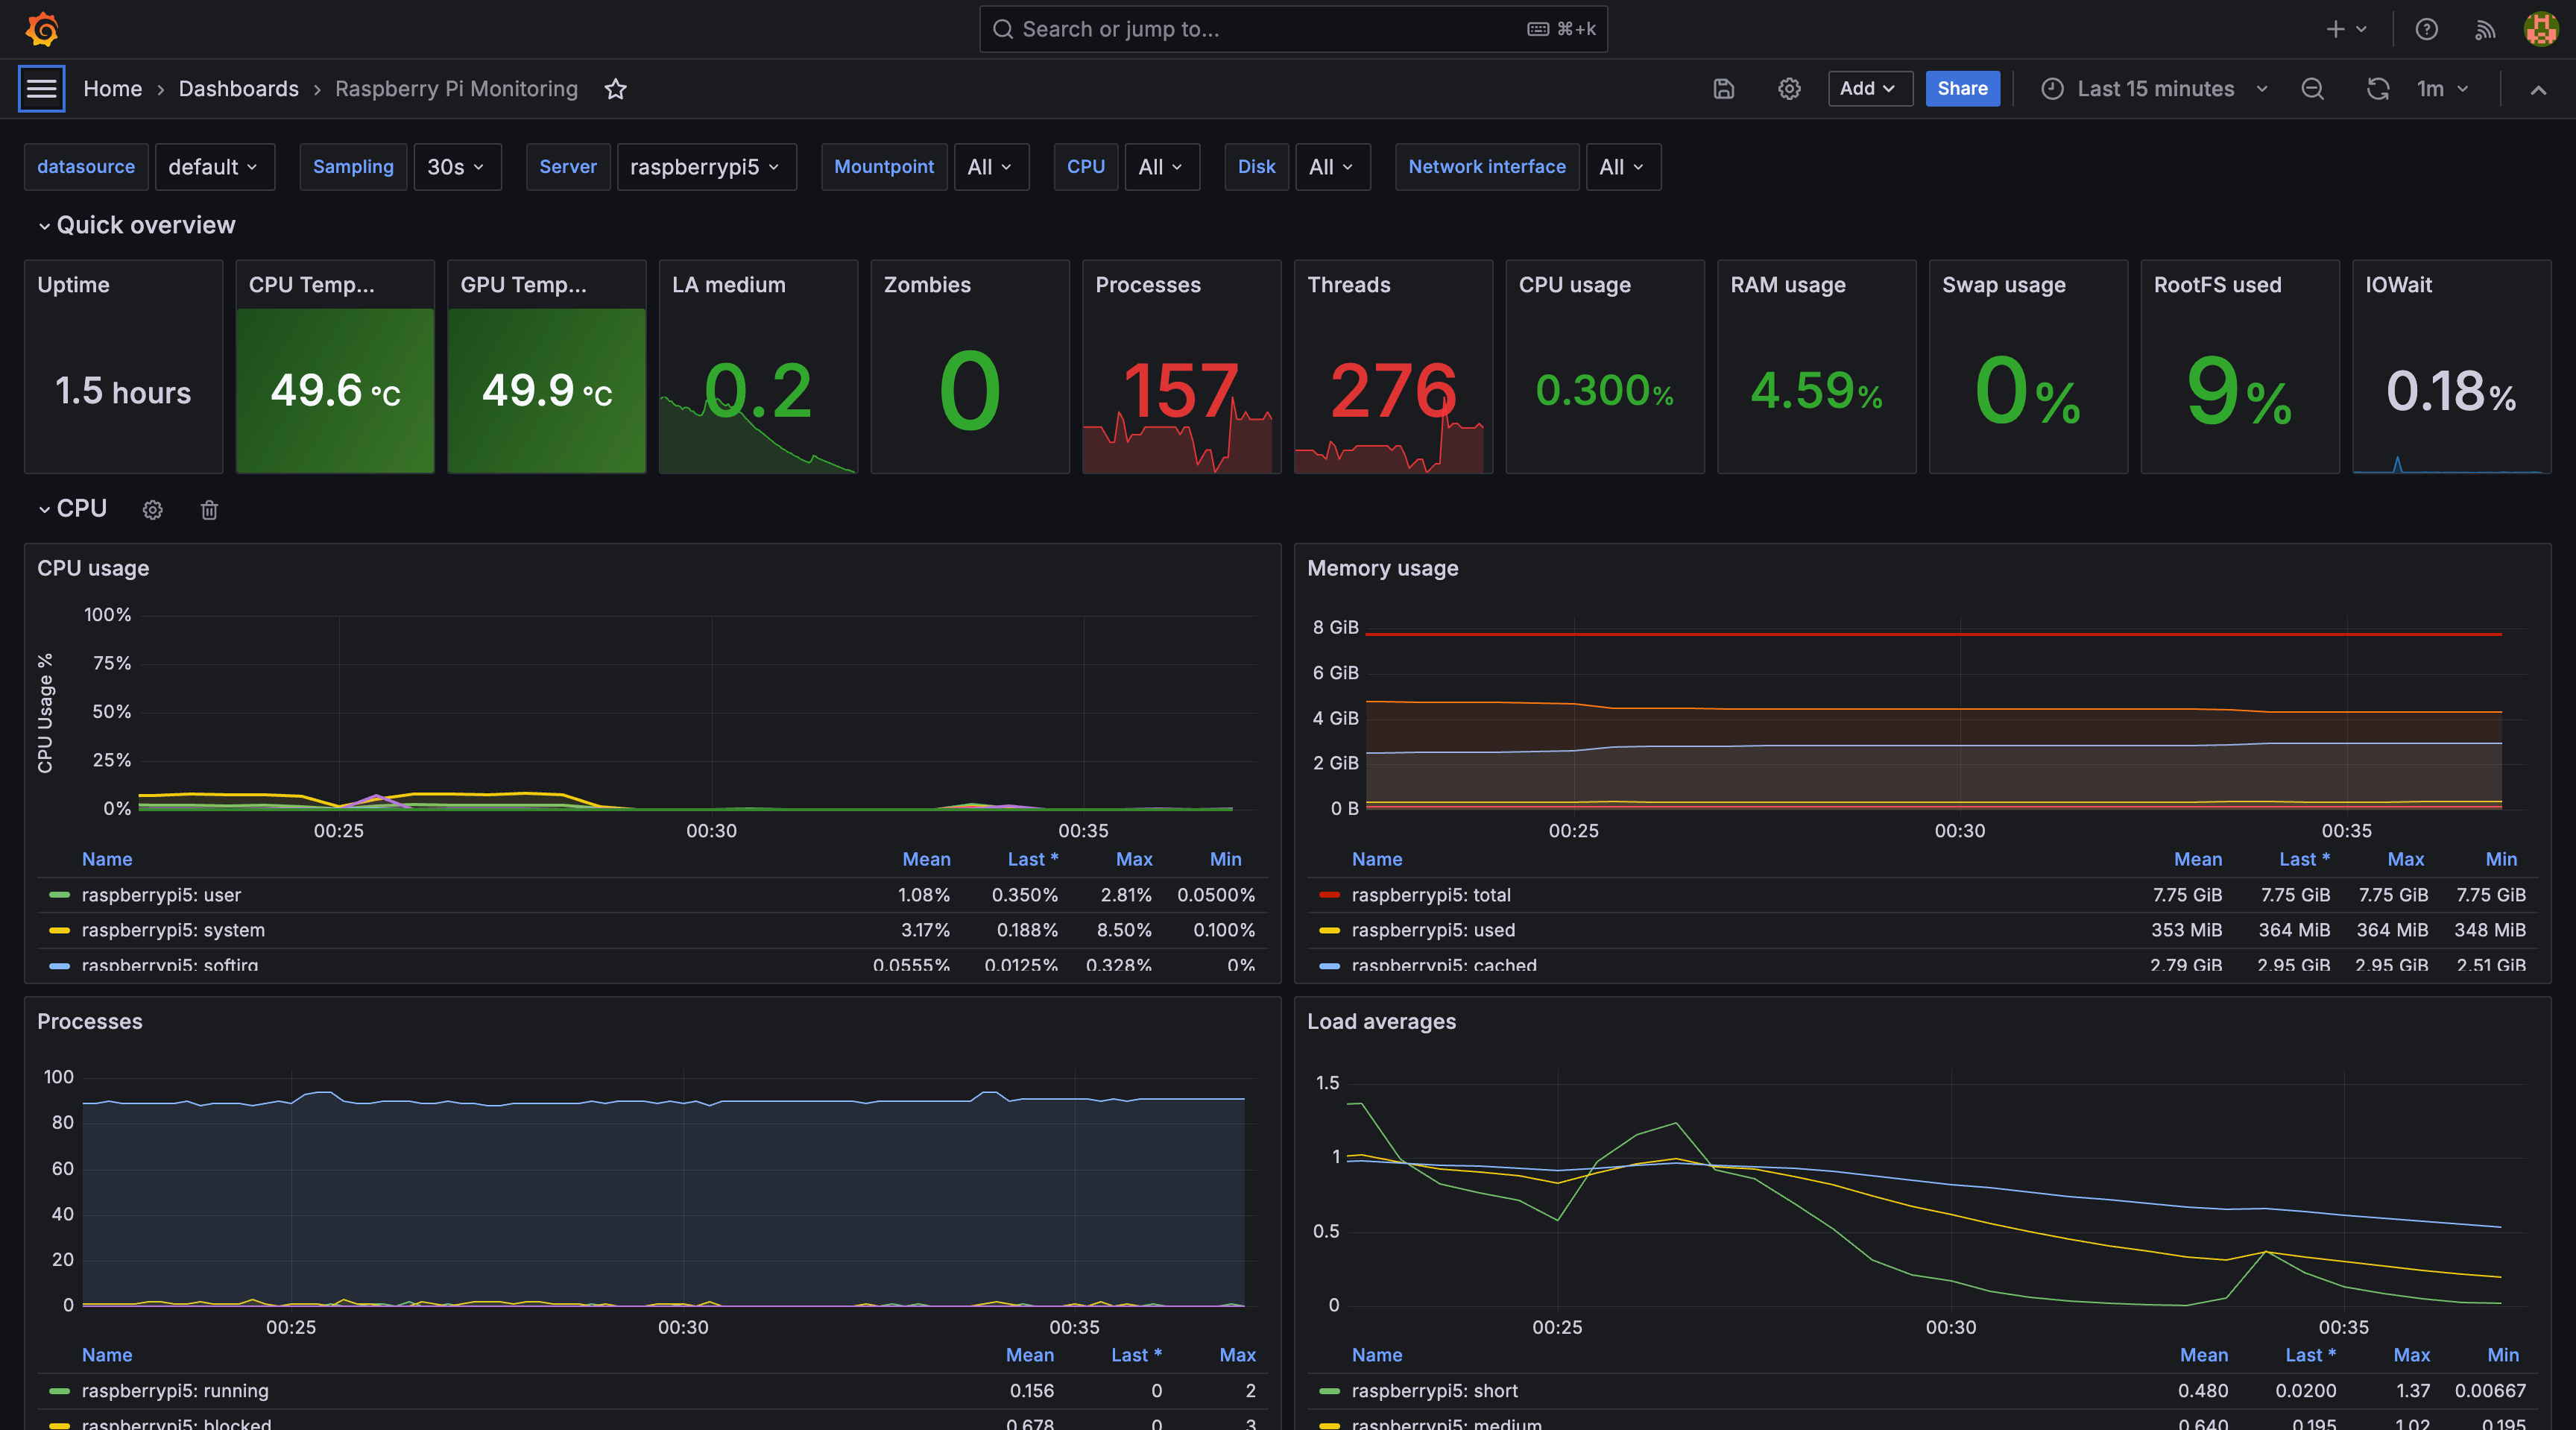 Search or jump to... ⌘+k
Home › Dashboards › Raspberry Pi Monitoring Add Share Last 15 minutes 1m
datasource default Sampling 30s Server raspberrypi5 Mountpoint All CPU All Disk All Network interface All
Quick overview
Uptime CPU Temp... GPU Temp... LA medium Zombies Processes Threads CPU usage RAM usage Swap usage RootFS used IOWait
1.5 hours 49.6 °C 49.9 °C 0.2 0 157 276 0.300% 4.59% 0% 9% 0.18%
CPU
CPU usage
CPU Usage %
100%
75%
50%
25%
0%
00:25 00:30 00:35
Name Mean Last * Max Min
raspberrypi5: user 1.08% 0.350% 2.81% 0.0500%
raspberrypi5: system 3.17% 0.188% 8.50% 0.100%
raspberrypi5: softirq 0.0555% 0.0125% 0.328% 0%
Memory usage
8 GiB
6 GiB
4 GiB
2 GiB
0 B
00:25 00:30 00:35
Name Mean Last * Max Min
raspberrypi5: total 7.75 GiB 7.75 GiB 7.75 GiB 7.75 GiB
raspberrypi5: used 353 MiB 364 MiB 364 MiB 348 MiB
raspberrypi5: cached 2.79 GiB 2.95 GiB 2.95 GiB 2.51 GiB
Processes
100
80
60
40
20
0
00:25 00:30 00:35
Name Mean Last * Max
raspberrypi5: running 0.156 0 2
raspberrypi5: blocked 0.678 0 3
Load averages
1.5
1
0.5
0
00:25 00:30 00:35
Name Mean Last * Max Min
raspberrypi5: short 0.480 0.0200 1.37 0.00667
raspberrypi5: medium 0.640 0.195 1.02 0.195